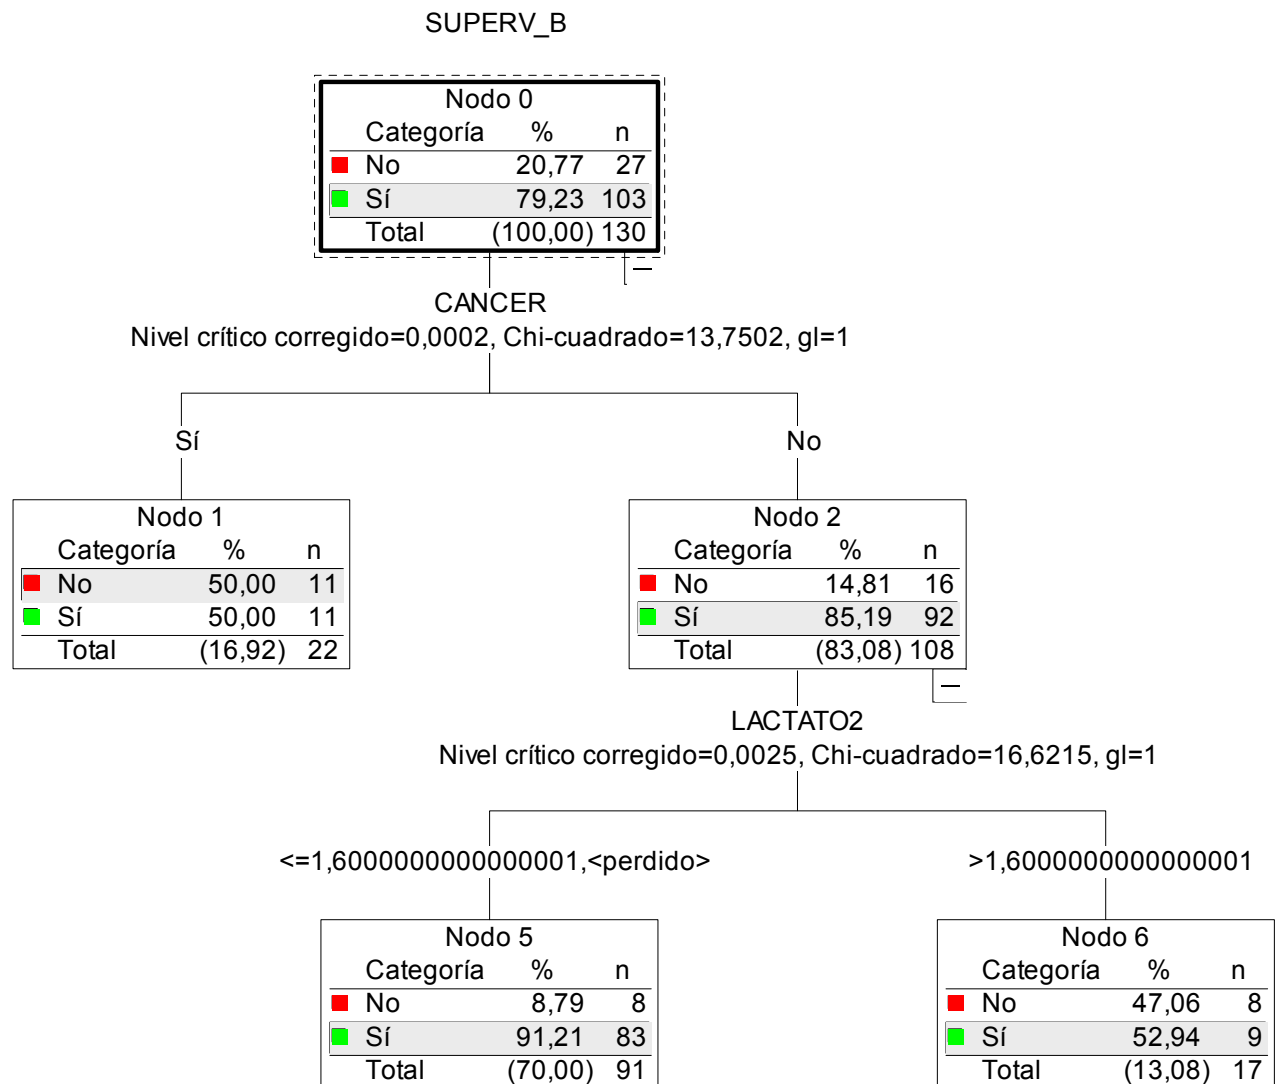 SUPERV_B
Nodo 0
Categoría % n
No 20,77 27
Sí 79,23 103
Total (100,00) 130
CANCER
Nivel crítico corregido=0,0002, Chi-cuadrado=13,7502, gl=1
Sí
No
Nodo 1
Categoría % n
No 50,00 11
Sí 50,00 11
Total (16,92) 22
Nodo 2
Categoría % n
No 14,81 16
Sí 85,19 92
Total (83,08) 108
LACTATO2
Nivel crítico corregido=0,0025, Chi-cuadrado=16,6215, gl=1
<=1,6000000000000001,<perdido>
>1,6000000000000001
Nodo 5
Categoría % n
No 8,79 8
Sí 91,21 83
Total (70,00) 91
Nodo 6
Categoría % n
No 47,06 8
Sí 52,94 9
Total (13,08) 17